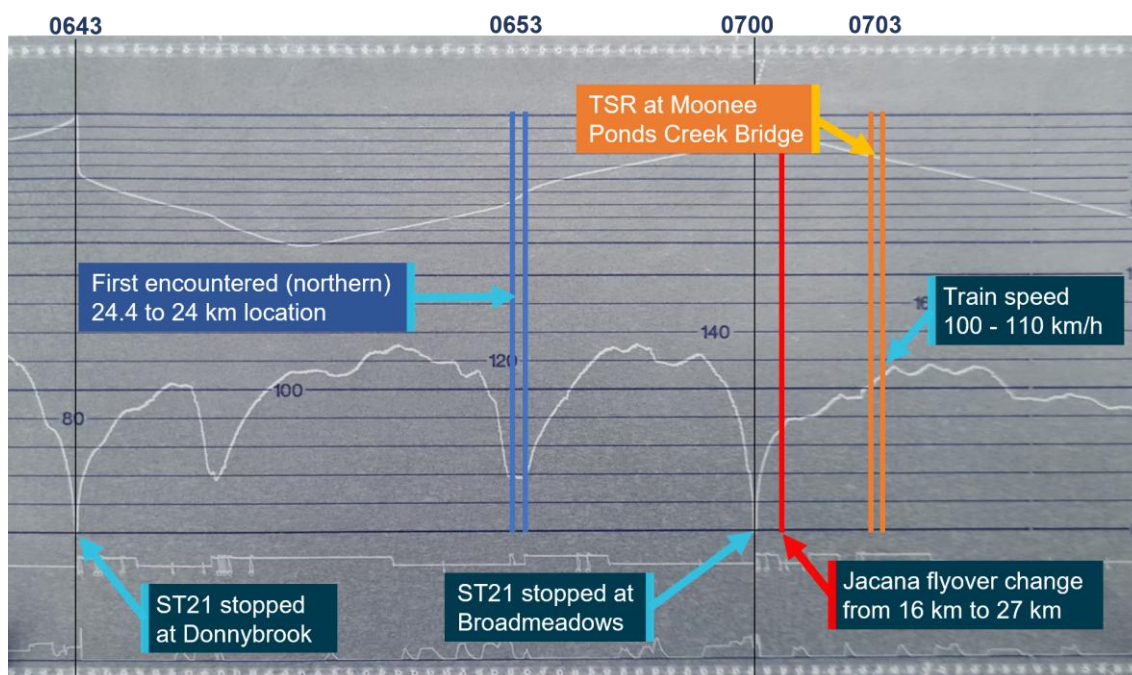 0643
0653
0700
0703
TSR at Moonee
Ponds Creek Bridge
First encountered (northern)
24.4 to 24 km location
Train speed
100 - 110 km/h
140
120
100
80
ST21 stopped
at Donnybrook
ST21 stopped at
Broadmeadows
Jacana flyover change
from 16 km to 27 km